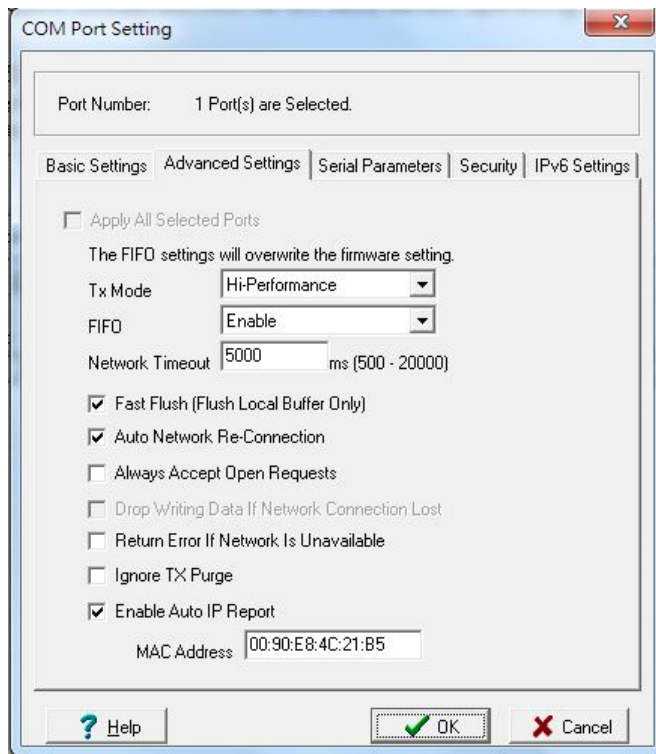 COM Port Setting
Port Number: 1 Port(s) are Selected.
Basic Settings Advanced Settings Serial Parameters Security IPv6 Settings
Apply All Selected Ports
The FIFO settings will overwrite the firmware setting.
Tx Mode Hi-Performance
FIFO Enable
Network Timeout 5000 ms (500 - 20000)
Fast Flush (Flush Local Buffer Only)
Auto Network Re-Connection
Always Accept Open Requests
Drop Writing Data If Network Connection Lost
Return Error If Network Is Unavailable
Ignore TX Purge
Enable Auto IP Report
MAC Address 00:90:E8:4C:21:B5
? Help OK Cancel